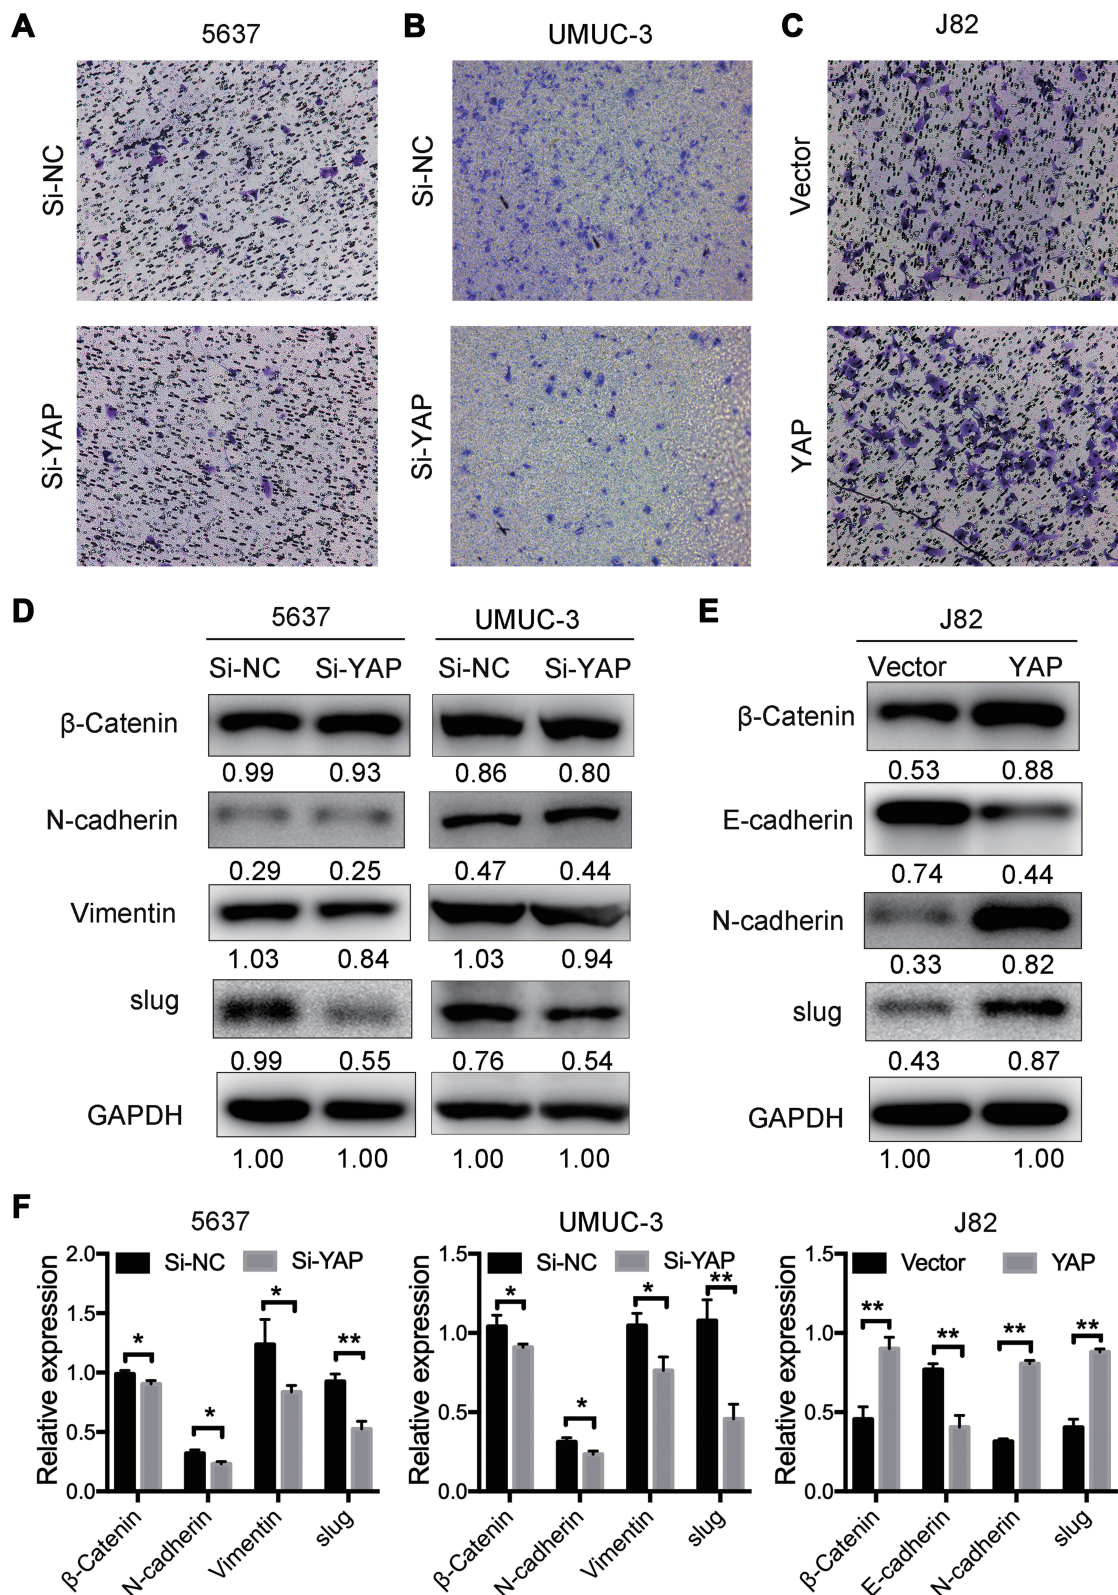 A 5637 B UMUC-3 C J82
Si-NC Si-NC Vector
Si-YAP Si-YAP YAP
D 5637 UMUC-3 E J82
Si-NC Si-YAP Si-NC Si-YAP Vector YAP
β-Catenin β-Catenin
0.99 0.93 0.86 0.80 0.53 0.88
N-cadherin E-cadherin
0.29 0.25 0.47 0.44 0.74 0.44
Vimentin N-cadherin
1.03 0.84 1.03 0.94 0.33 0.82
slug slug
0.99 0.55 0.76 0.54 0.43 0.87
GAPDH GAPDH
1.00 1.00 1.00 1.00 1.00 1.00
F 5637 UMUC-3 J82
Relative expression
2.0
1.5
1.0
0.5
0.0
Si-NC Si-YAP
* * * **
β-Catenin N-cadherin Vimentin slug
Relative expression
1.5
1.0
0.5
0.0
Si-NC Si-YAP
* * * **
β-Catenin N-cadherin Vimentin slug
Relative expression
1.5
1.0
0.5
0.0
Vector YAP
** ** ** **
β-Catenin E-cadherin N-cadherin slug